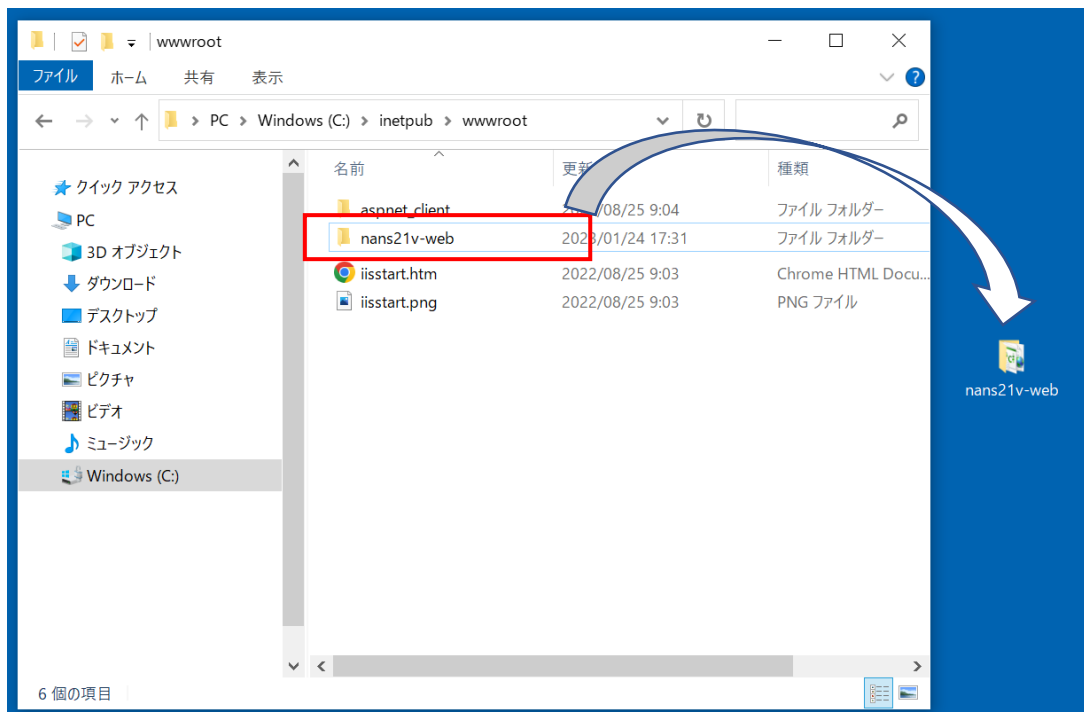 wwwroot
ファイル ホーム 共有 表示
PC > Windows (C:) > inetpub > wwwroot
名前 種類
クイック アクセス
PC
3D オブジェクト
ダウンロード
デスクトップ
ドキュメント
ピクチャ
ビデオ
ミュージック
Windows (C:)
aspnet_client /08/25 9:04 ファイル フォルダー
nans21v-web 2023/01/24 17:31 ファイル フォルダー
iisstart.htm 2022/08/25 9:03 Chrome HTML Docu...
iisstart.png 2022/08/25 9:03 PNG ファイル
nans21v-web
6 個の項目